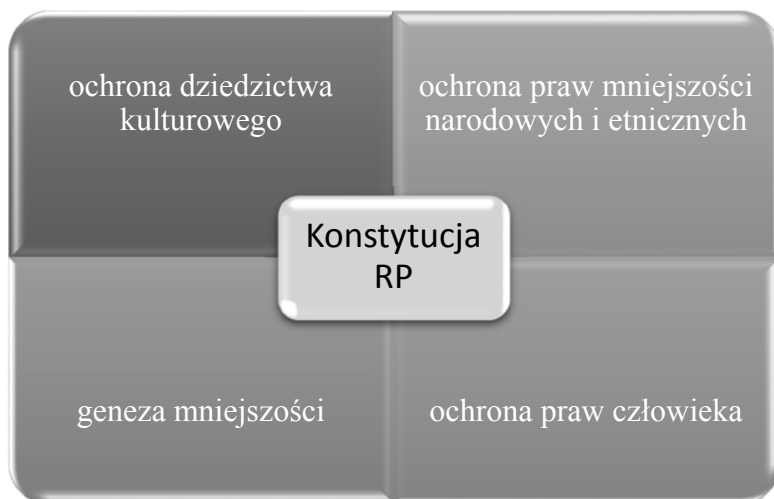 ochrona dziedzictwa
kulturowego
ochrona praw mniejszości
narodowych i etnicznych
Konstytucja
RP
geneza mniejszości
ochrona praw człowieka